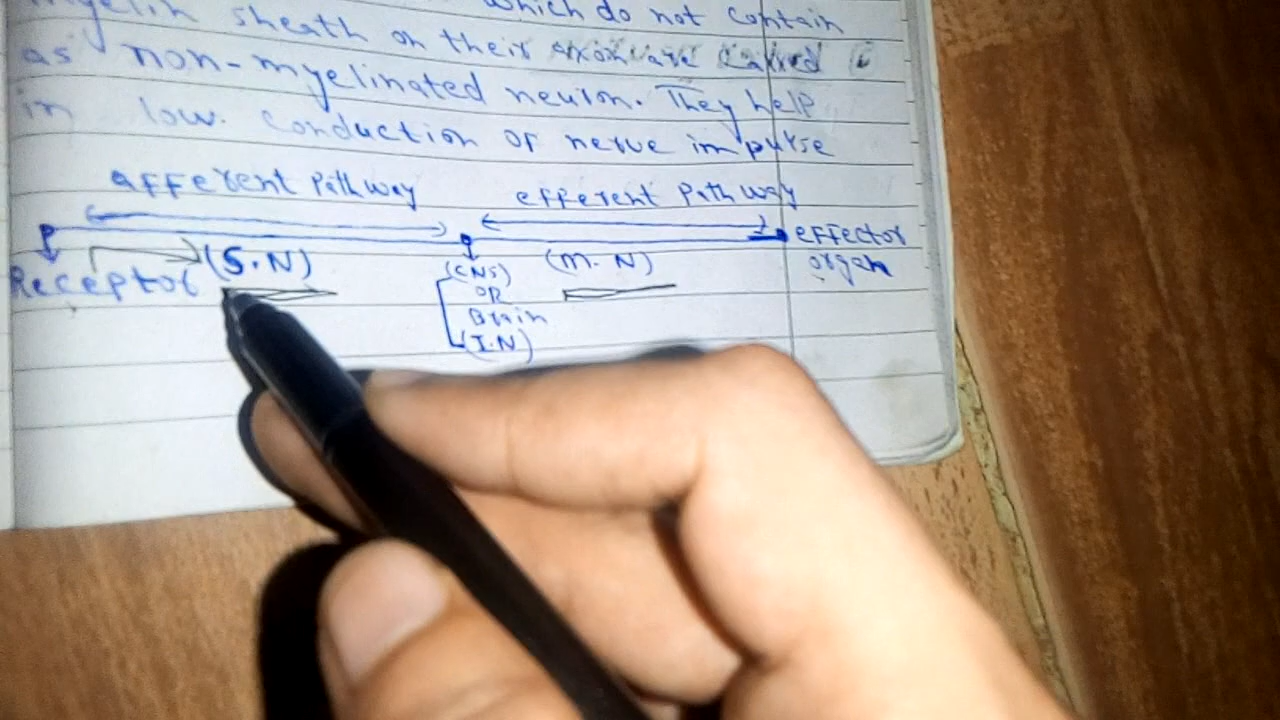 myelin sheath on their axon are called
which do not contain
as non-myelinated neuron. They help
in low. conduction of nerve impulse
afferent Pathway efferent Pathway
effector
organ
Receptor (S.N) (CNS) (M.N)
OR
Brain
(I.N)